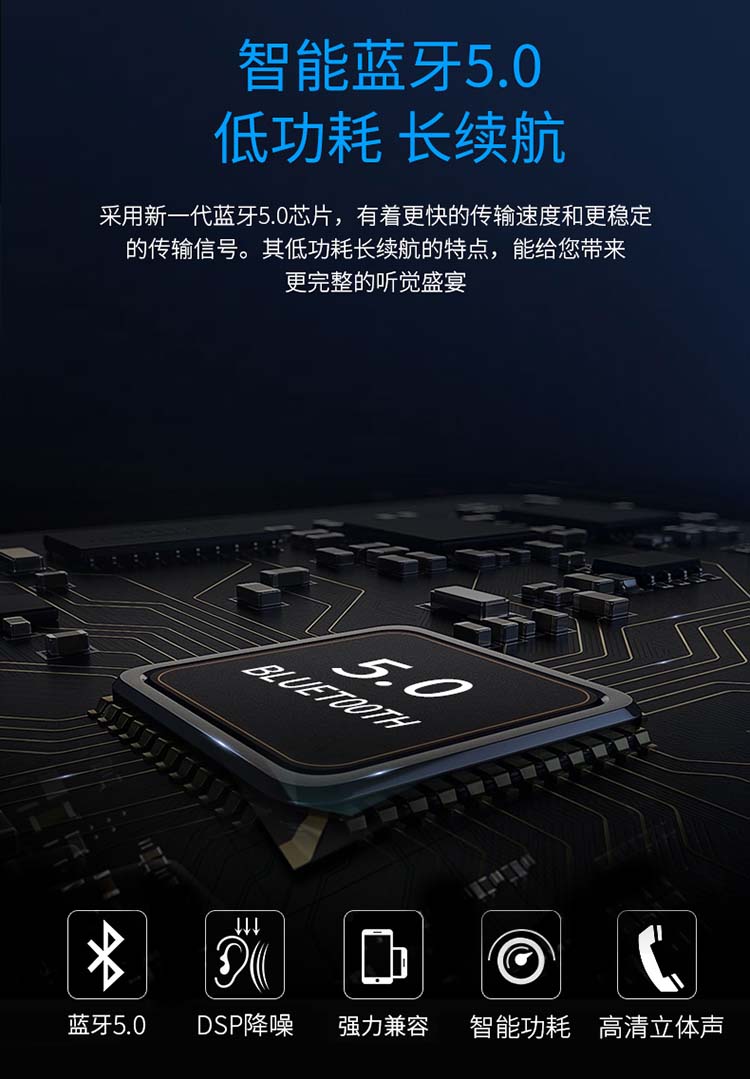 智能蓝牙5.0
低功耗 长续航
采用新一代蓝牙5.0芯片，有着更快的传输速度和更稳定
的传输信号。其低功耗长续航的特点，能给您带来
更完整的听觉盛宴
5.0
BLUETOOTH
蓝牙5.0 DSP降噪 强力兼容 智能功耗 高清立体声